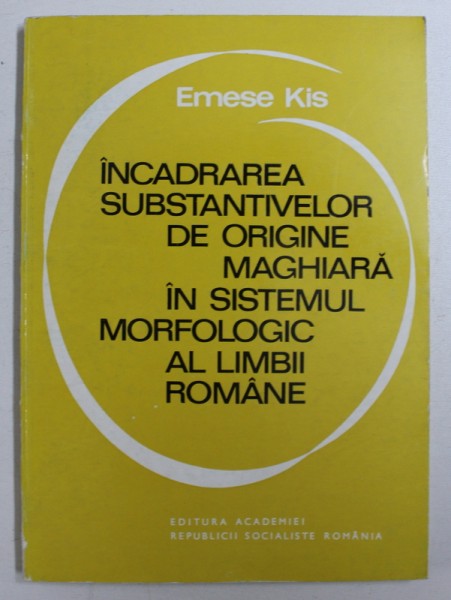 Emese Kis
ÎNCADRAREA
SUBSTANTIVELOR
DE ORIGINE
MAGHIARĂ
ÎN SISTEMUL
MORFOLOGIC
AL LIMBII
ROMÂNE
EDITURA ACADEMIEI
REPUBLICII SOCIALISTE ROMÂNIA